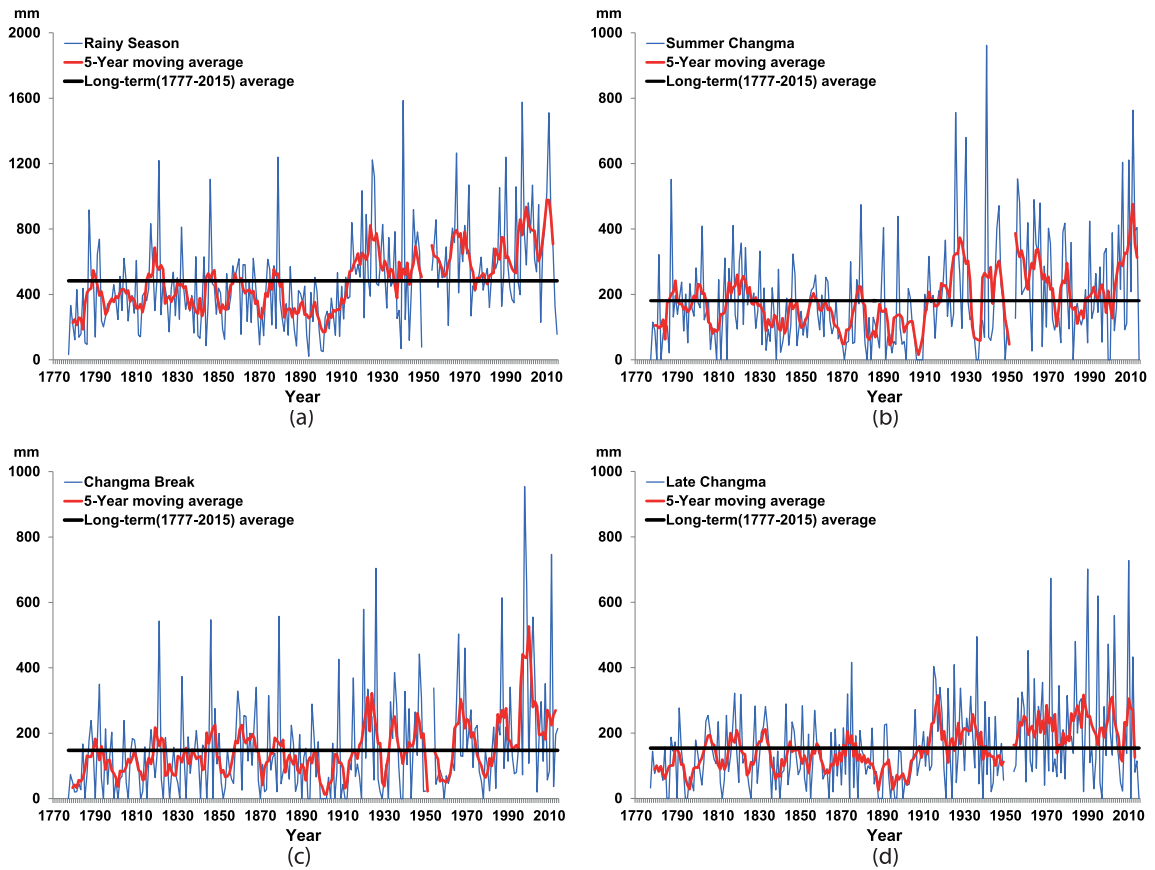 mm
2000
1600
1200
800
400
0
Rainy Season
5-Year moving average
Long-term(1777-2015) average
1770 1790 1810 1830 1850 1870 1890 1910 1930 1950 1970 1990 2010
Year
(a)
mm
1000
800
600
400
200
0
Summer Changma
5-Year moving average
Long-term(1777-2015) average
1770 1790 1810 1830 1850 1870 1890 1910 1930 1950 1970 1990 2010
Year
(b)
mm
1000
800
600
400
200
0
Changma Break
5-Year moving average
Long-term(1777-2015) average
1770 1790 1810 1830 1850 1870 1890 1910 1930 1950 1970 1990 2010
Year
(c)
mm
1000
800
600
400
200
0
Late Changma
5-Year moving average
Long-term(1777-2015) average
1770 1790 1810 1830 1850 1870 1890 1910 1930 1950 1970 1990 2010
Year
(d)